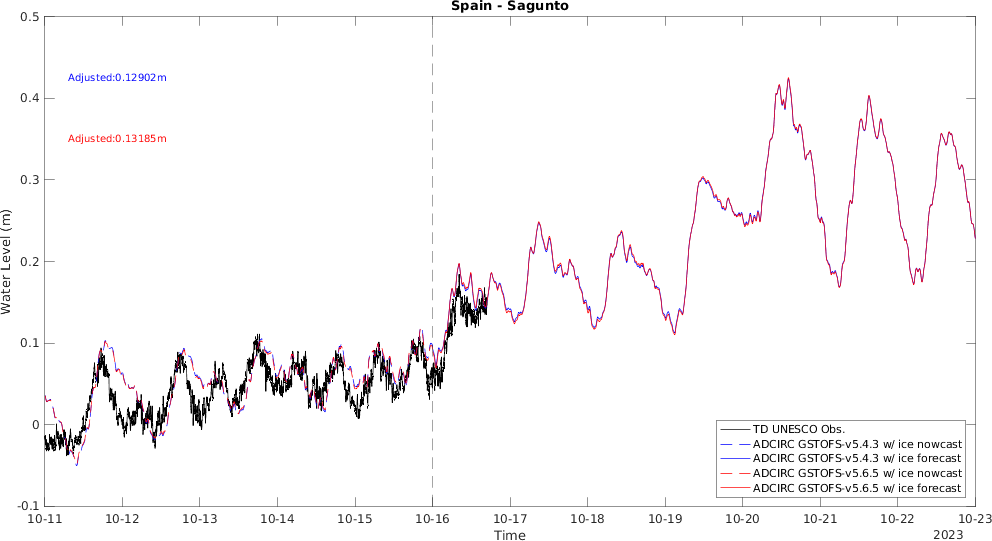 Spain - Sagunto
Adjusted:0.12902m
Adjusted:0.13185m
Water Level (m)
0.5
0.4
0.3
0.2
0.1
0
-0.1
TD UNESCO Obs.
ADCIRC GSTOFS-v5.4.3 w/ ice nowcast
ADCIRC GSTOFS-v5.4.3 w/ ice forecast
ADCIRC GSTOFS-v5.6.5 w/ ice nowcast
ADCIRC GSTOFS-v5.6.5 w/ ice forecast
10-11 10-12 10-13 10-14 10-15 10-16 10-17 10-18 10-19 10-20 10-21 10-22 10-23
Time
2023